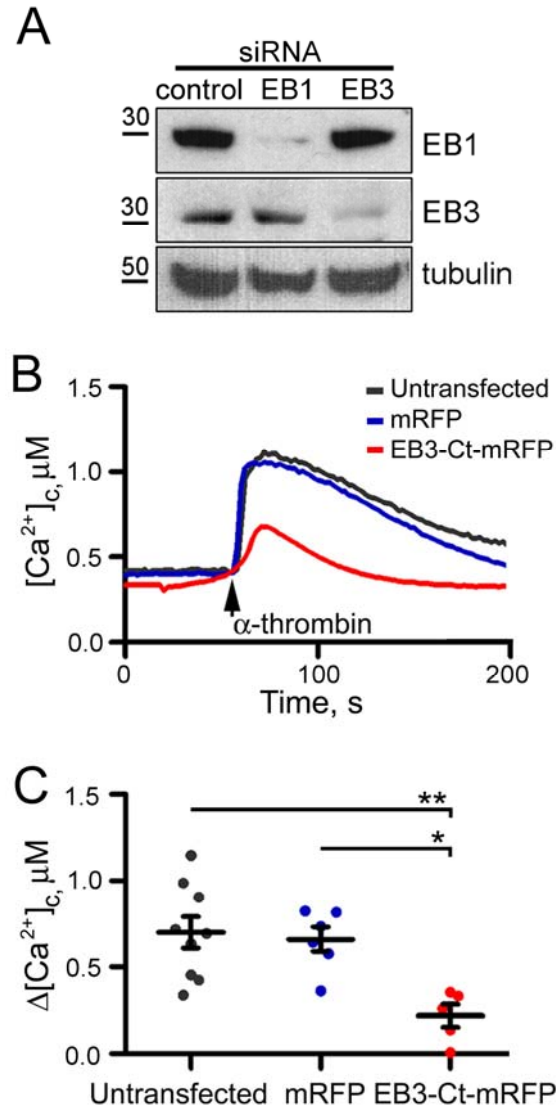 A
siRNA
control EB1 EB3
30
EB1
30
EB3
50
tubulin
B
1.5
1.0
0.5
0.0
[Ca²⁺]c, μM
Untransfected
mRFP
EB3-Ct-mRFP
α-thrombin
0 100 200
Time, s
C
1.5
1.0
0.5
0.0
Δ[Ca²⁺]c, μM
**
*
Untransfected mRFP EB3-Ct-mRFP